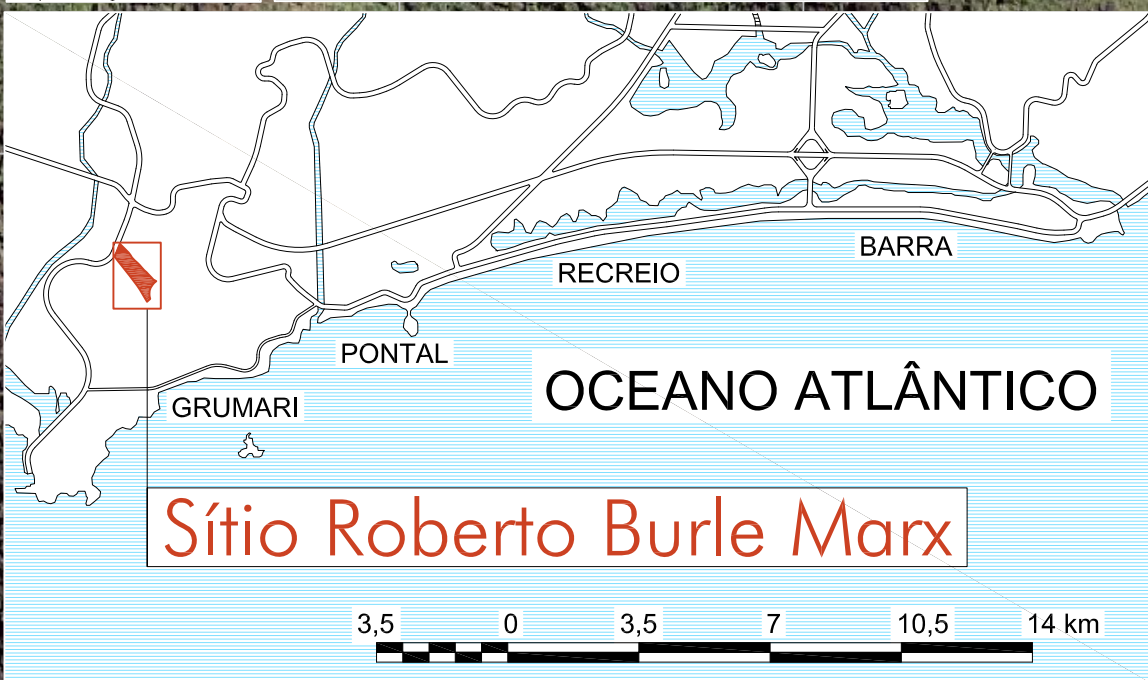 BARRA
RECREIO
PONTAL
OCEANO ATLÂNTICO
GRUMARI
Sítio Roberto Burle Marx
3,5 0 3,5 7 10,5 14 km